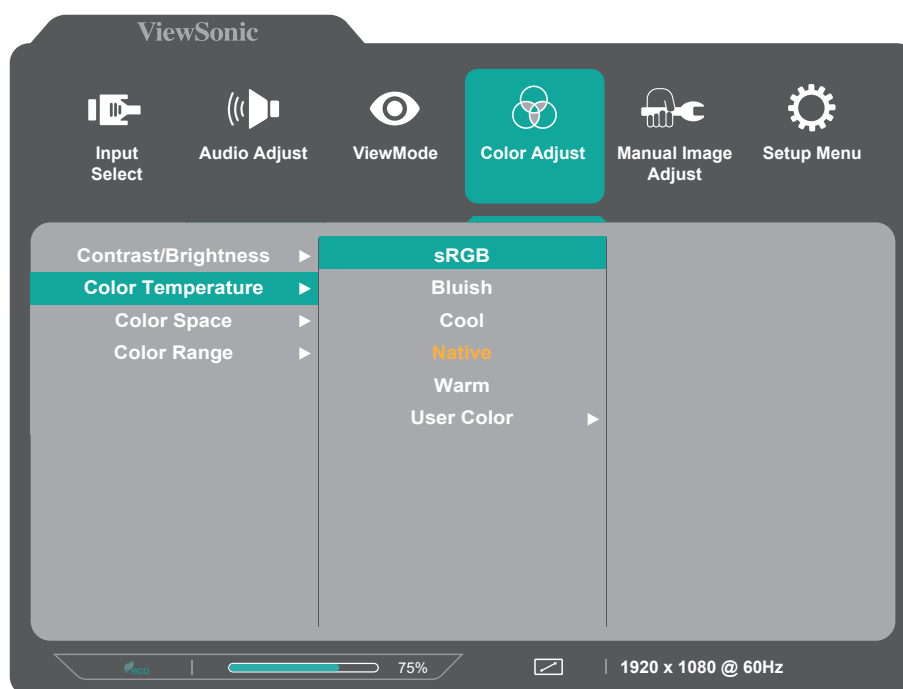 ViewSonic
Input
Select
Audio Adjust
ViewMode
Color Adjust
Manual Image
Adjust
Setup Menu
Contrast/Brightness
Color Temperature
Color Space
Color Range
sRGB
Bluish
Cool
Native
Warm
User Color
eco
75%
1920 x 1080 @ 60Hz